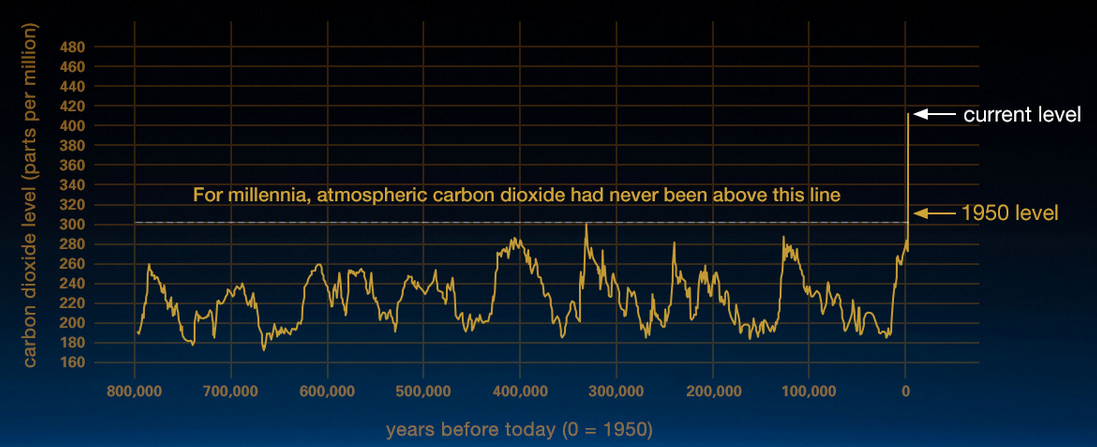 carbon dioxide level (parts per million)
480
460
440
420
400
380
360
340
320
300
280
260
240
220
200
180
160
current level
For millennia, atmospheric carbon dioxide had never been above this line
1950 level
800,000 700,000 600,000 500,000 400,000 300,000 200,000 100,000 0
years before today (0 = 1950)